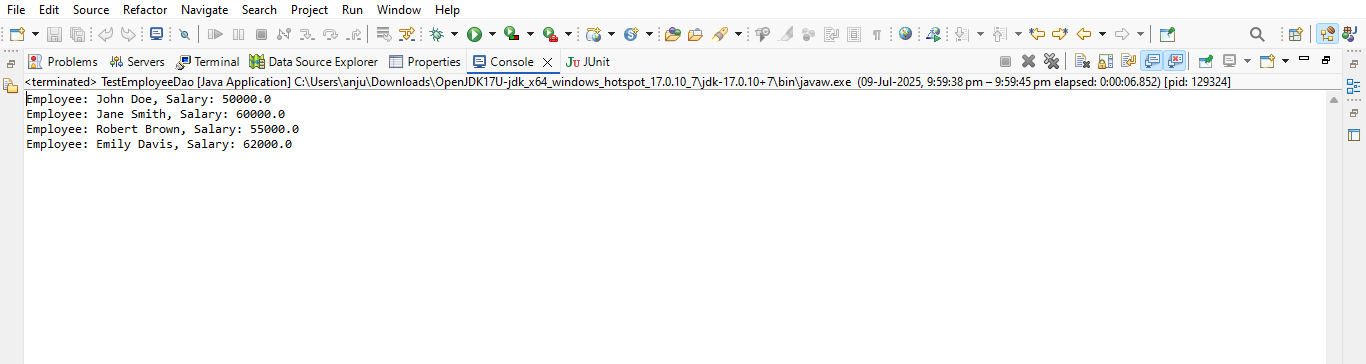 File Edit Source Refactor Navigate Search Project Run Window Help
Problems Servers Terminal Data Source Explorer Properties Console JUnit
<terminated> TestEmployeeDao [Java Application] C:\Users\anju\Downloads\OpenJDK17U-jdk_x64_windows_hotspot_17.0.10_7\jdk-17.0.10+7\bin\javaw.exe (09-Jul-2025, 9:59:38 pm – 9:59:45 pm elapsed: 0:00:06.852) [pid: 129324]
Employee: John Doe, Salary: 50000.0
Employee: Jane Smith, Salary: 60000.0
Employee: Robert Brown, Salary: 55000.0
Employee: Emily Davis, Salary: 62000.0